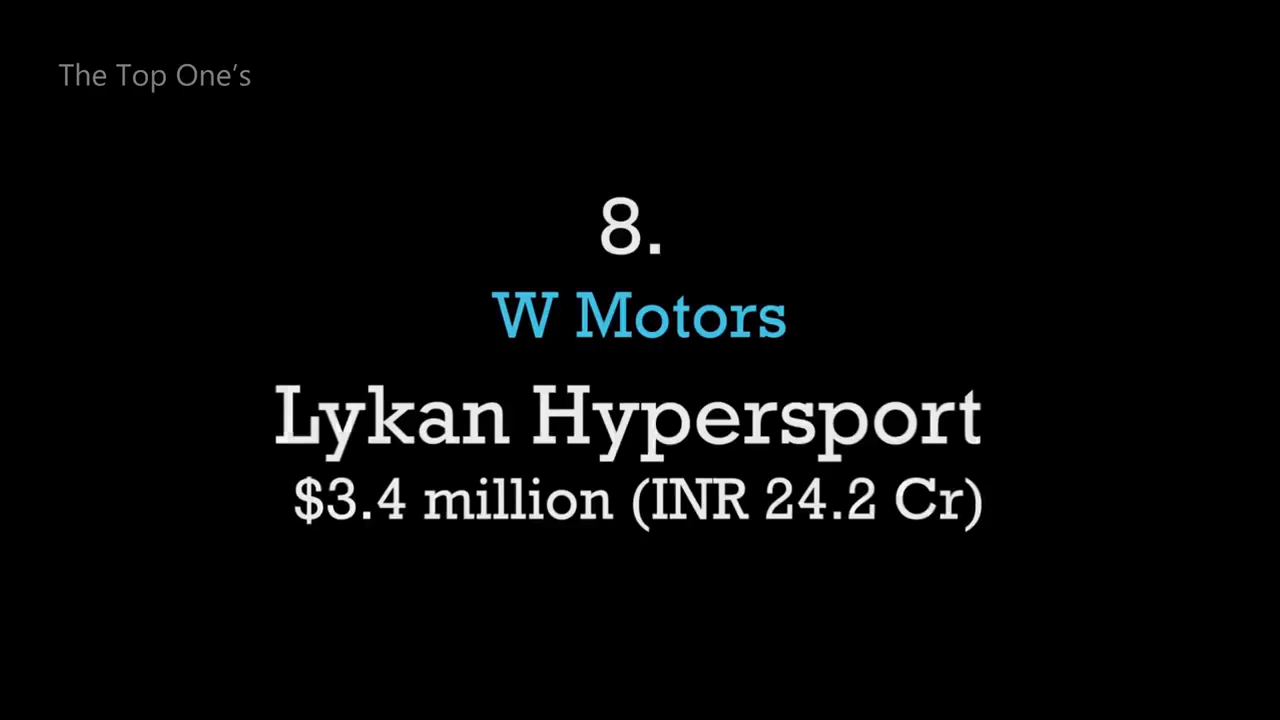 The Top One’s
8.
W Motors
Lykan Hypersport
$3.4 million (INR 24.2 Cr)